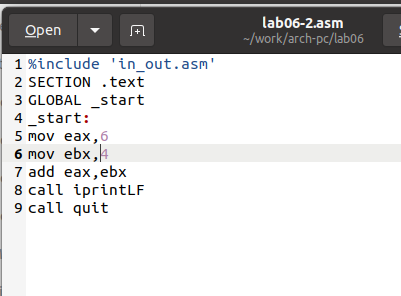 Open
lab06-2.asm
~/work/arch-pc/lab06
1 %include 'in_out.asm'
2 SECTION .text
3 GLOBAL _start
4 _start:
5 mov eax,6
6 mov ebx,4
7 add eax,ebx
8 call iprintLF
9 call quit